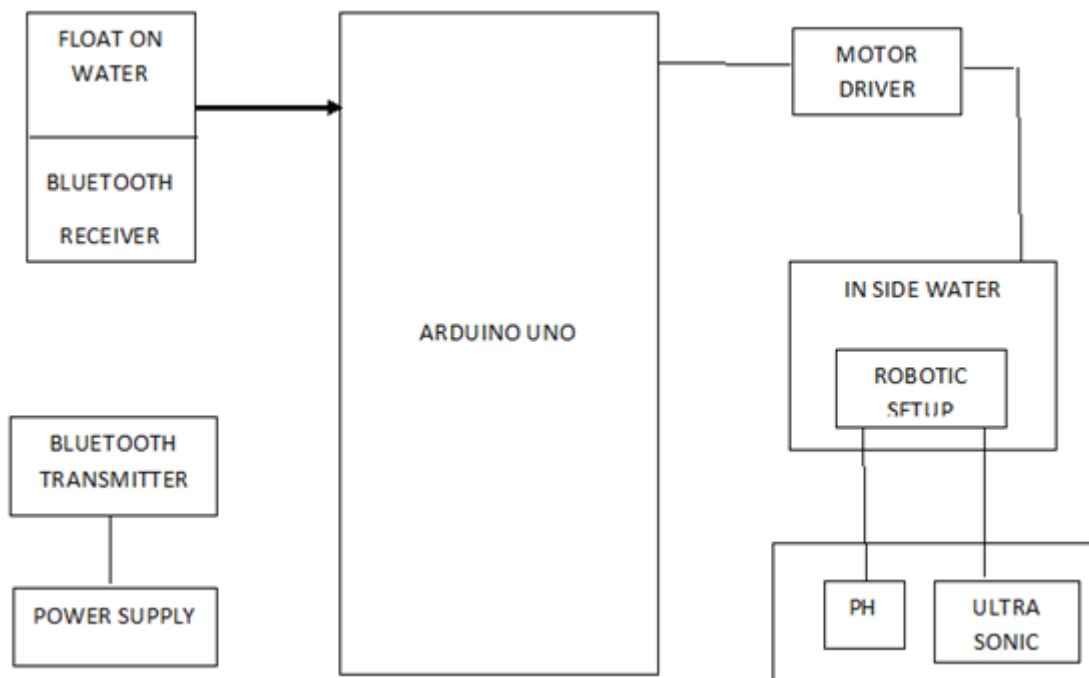 FLOAT ON
WATER
BLUETOOTH
RECEIVER
BLUETOOTH
TRANSMITTER
POWER SUPPLY
ARDUINO UNO
MOTOR
DRIVER
IN SIDE WATER
ROBOTIC
SETUP
PH
ULTRA
SONIC